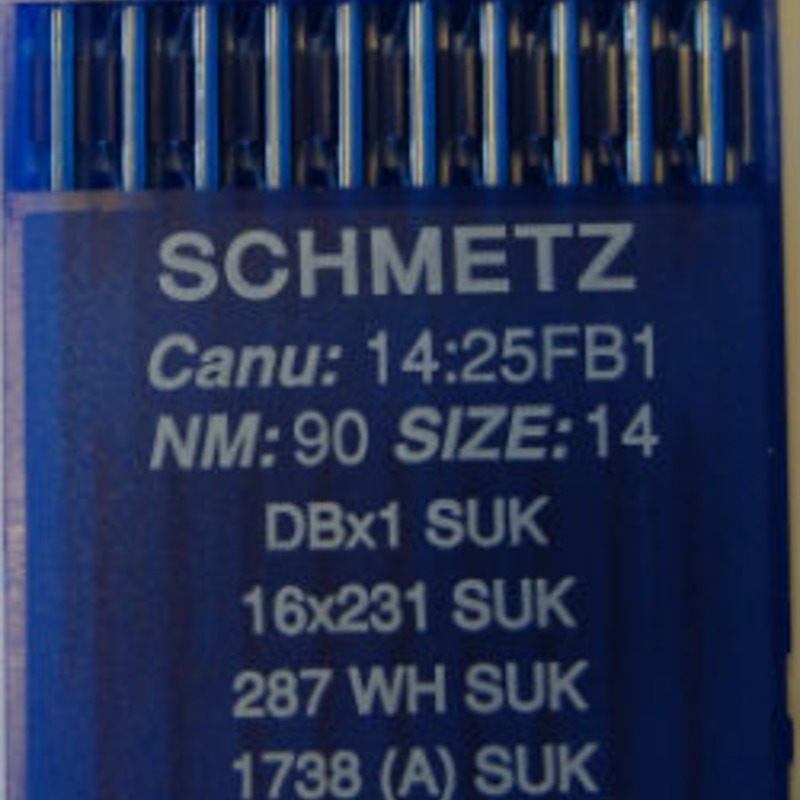 SCHMETZ
Canu: 14:25FB1
NM: 90 SIZE: 14
DBx1 SUK
16x231 SUK
287 WH SUK
1738 (A) SUK